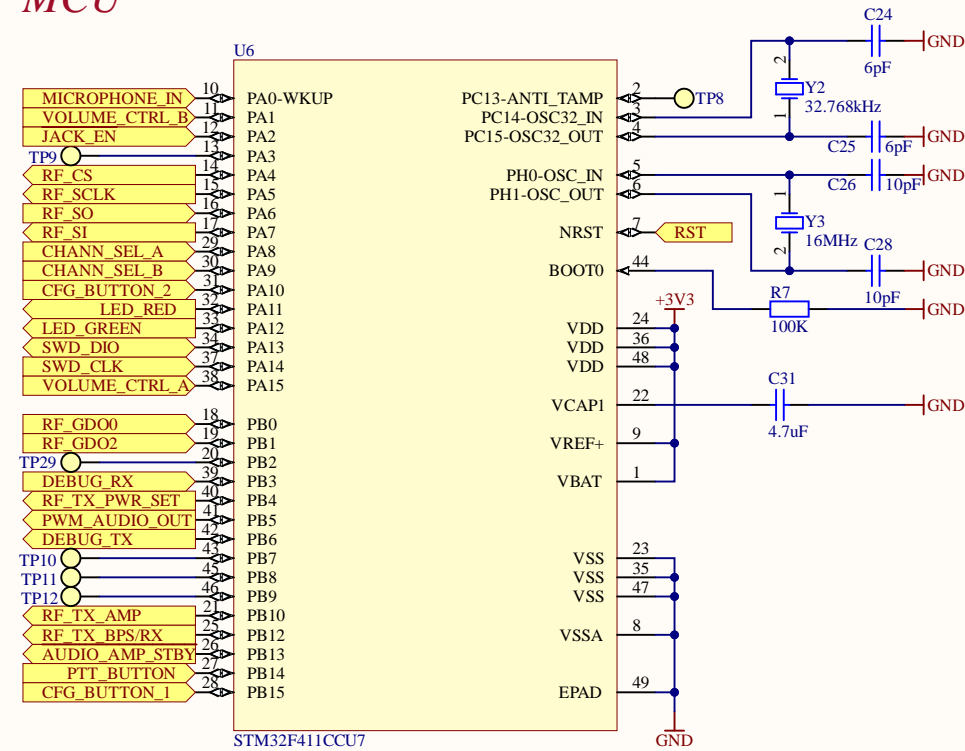 MCU
U6
MICROPHONE_IN 10 PA0-WKUP
VOLUME_CTRL_B 11 PA1
JACK_EN 12 PA2
TP9 13 PA3
RF_CS 14 PA4
RF_SCLK 15 PA5
RF_SO 16 PA6
RF_SI 17 PA7
CHANN_SEL_A 29 PA8
CHANN_SEL_B 30 PA9
CFG_BUTTON_2 31 PA10
LED_RED 32 PA11
LED_GREEN 33 PA12
SWD_DIO 34 PA13
SWD_CLK 37 PA14
VOLUME_CTRL_A 38 PA15
RF_GDO0 18 PB0
RF_GDO2 19 PB1
TP29 20 PB2
DEBUG_RX 39 PB3
RF_TX_PWR_SET 40 PB4
PWM_AUDIO_OUT 41 PB5
DEBUG_TX 42 PB6
TP10 43 PB7
TP11 45 PB8
TP12 46 PB9
RF_TX_AMP 21 PB10
RF_TX_BPS/RX 25 PB12
AUDIO_AMP_STBY 26 PB13
PTT_BUTTON 27 PB14
CFG_BUTTON_1 28 PB15
PC13-ANTI_TAMP 2 TP8
PC14-OSC32_IN 3
PC15-OSC32_OUT 4
PH0-OSC_IN 5
PH1-OSC_OUT 6
NRST 7 RST
BOOT0 44
+3V3
VDD 24
VDD 36
VDD 48
VCAP1 22
VREF+ 9
VBAT 1
VSS 23
VSS 35
VSS 47
VSSA 8
EPAD 49
GND
STM32F411CCU7
C24
GND
6pF
2
Y2
32.768kHz
1
GND
C25 6pF
GND
C26 10pF
1
Y3
16MHz
2
C28
GND
10pF
R7
GND
100K
C31
GND
4.7uF